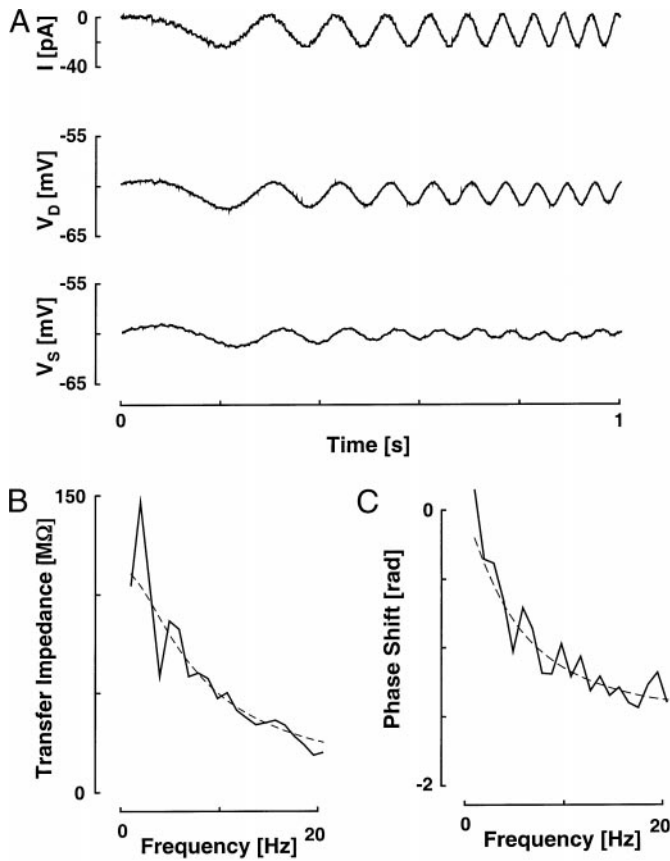 A
I [pA]
0
-40
V_D [mV]
-55
-65
V_S [mV]
-55
-65
0
1
Time [s]
B
Transfer Impedance [MΩ]
150
0
0
20
Frequency [Hz]
C
Phase Shift [rad]
0
-2
0
20
Frequency [Hz]